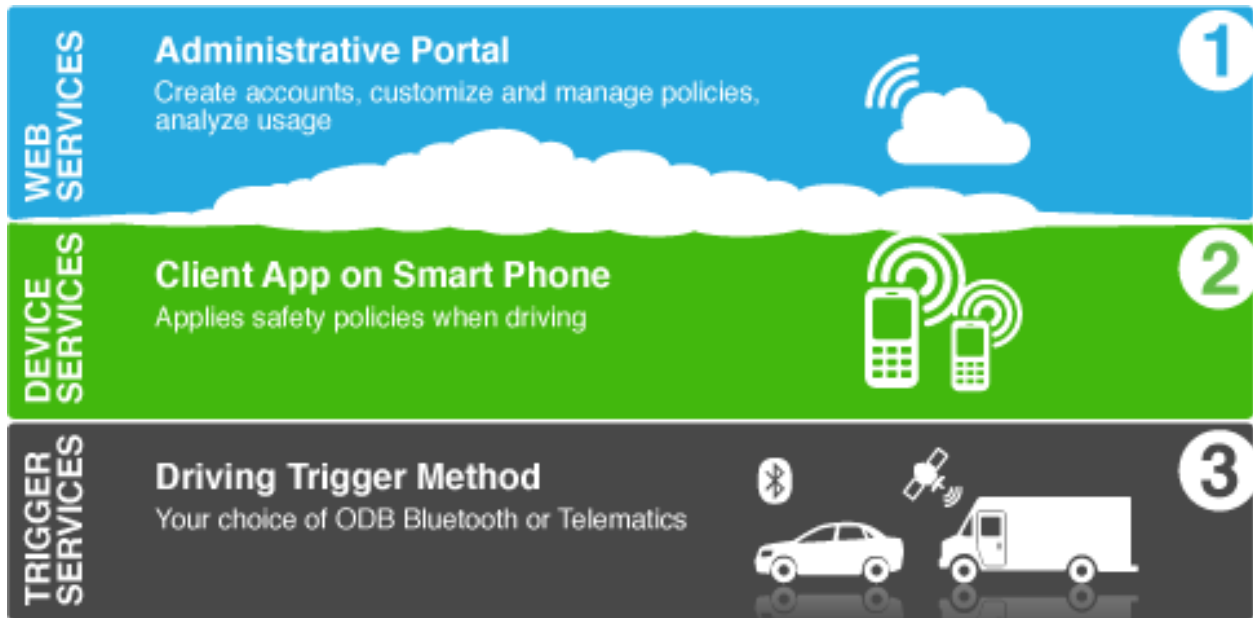 WEB
SERVICES
Administrative Portal
Create accounts, customize and manage policies,
analyze usage
1
DEVICE
SERVICES
Client App on Smart Phone
Applies safety policies when driving
2
TRIGGER
SERVICES
Driving Trigger Method
Your choice of ODB Bluetooth or Telematics
3